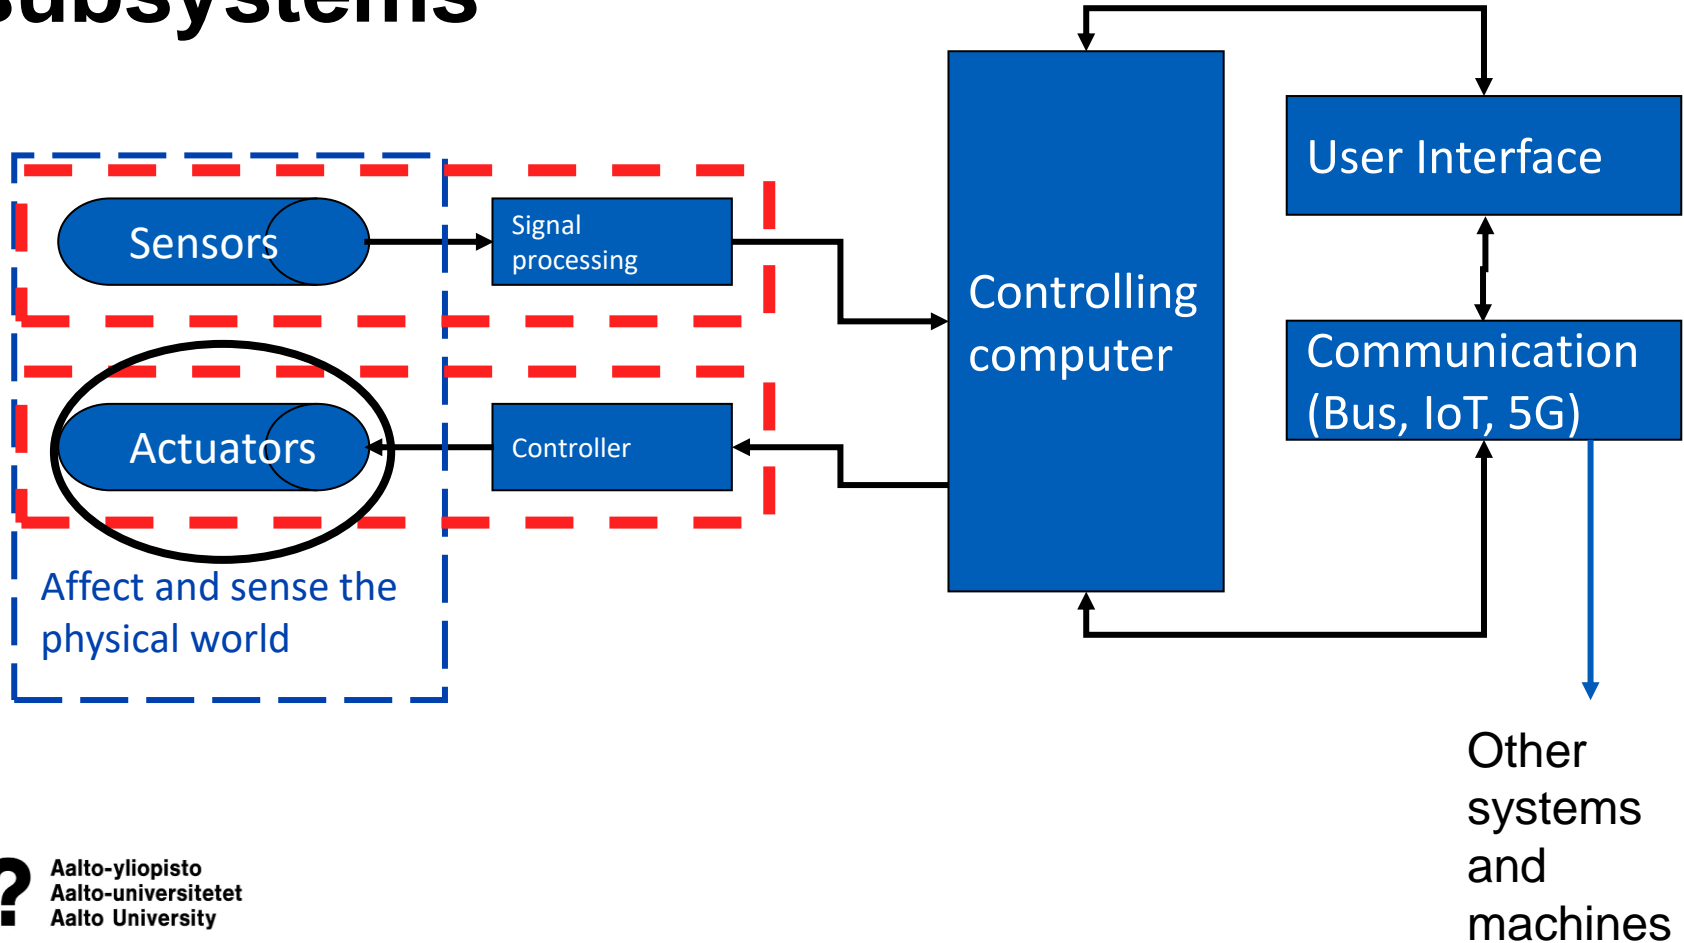 subsystems
Sensors
Signal
processing
Actuators
Controller
Affect and sense the
physical world
Controlling
computer
User Interface
Communication
(Bus, IoT, 5G)
Other
systems
and
machines
?
Aalto-yliopisto
Aalto-universitetet
Aalto University